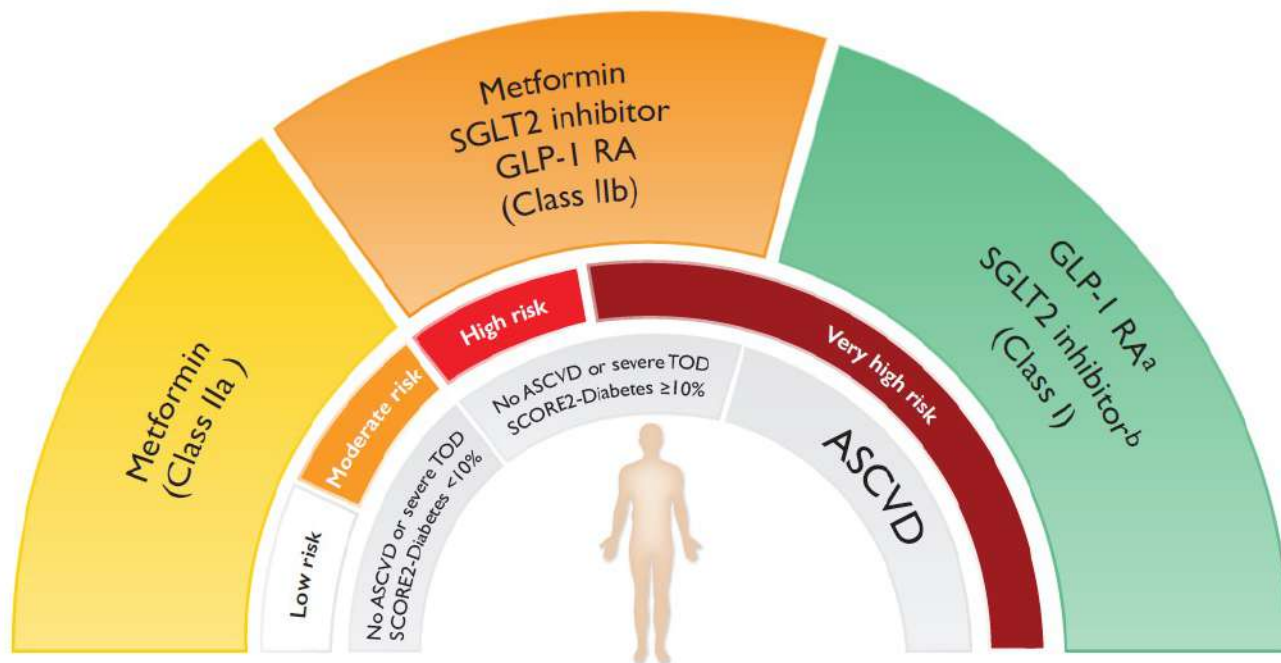 Metformin
(Class IIa )
Metformin
SGLT2 inhibitor
GLP-1 RA
(Class IIb)
GLP-1 RAᵃ
SGLT2 inhibitorᵇ
(Class I)
Low risk
Moderate risk
High risk
Very high risk
No ASCVD or severe TOD
SCORE2-Diabetes <10%
No ASCVD or severe TOD
SCORE2-Diabetes ≥10%
ASCVD